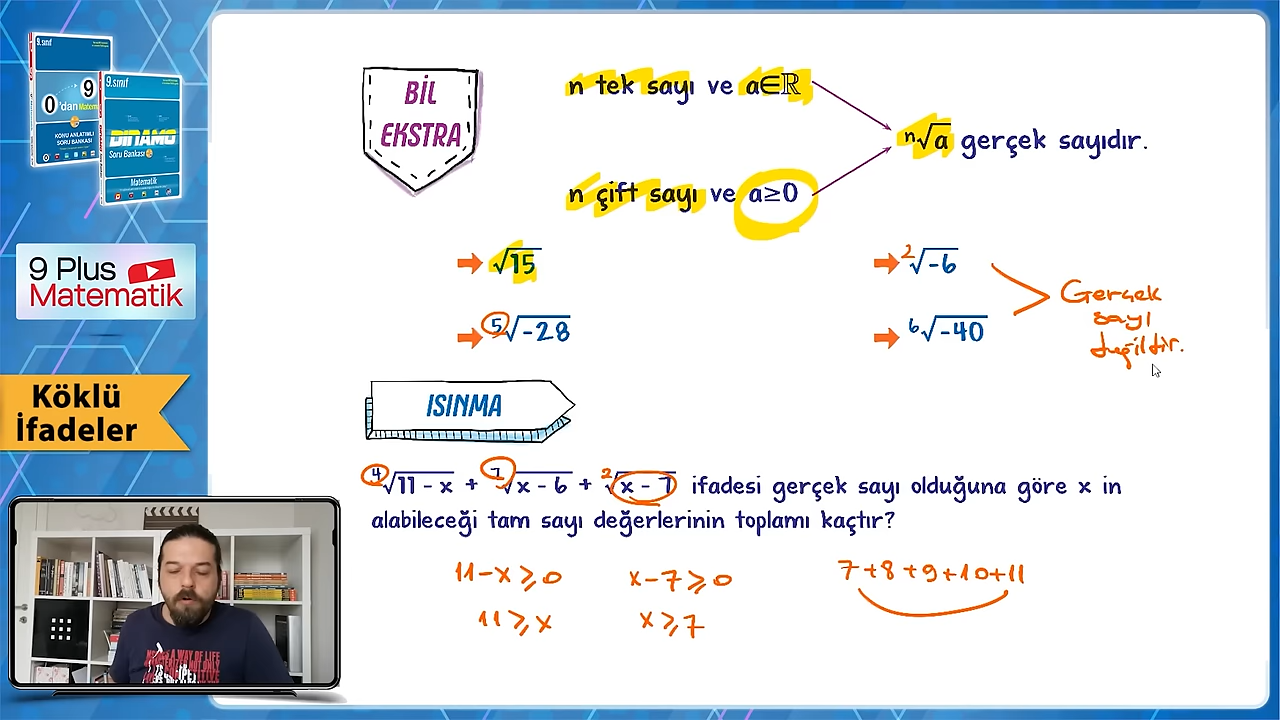 9.sınıf
0'dan 9
KONU ANLATIMLI
SORU BANKASI
9.sınıf
DİNAMO
Soru Bankası
Matematik
9 Plus
Matematik
Köklü
İfadeler
BİL
EKSTRA
n tek sayı ve a∈ℝ
n çift sayı ve a≥0
ⁿ√a gerçek sayıdır.
√15
²√-6
⁵√-28
⁶√-40
Gerçek
sayı
değildir.
ISINMA
⁴√11 - x + ⁷√x - 6 + ²√x - 7 ifadesi gerçek sayı olduğuna göre x in
alabileceği tam sayı değerlerinin toplamı kaçtır?
11-x ≥ 0
x-7 ≥ 0
7+8+9+10+11
11 ≥ x
x ≥ 7